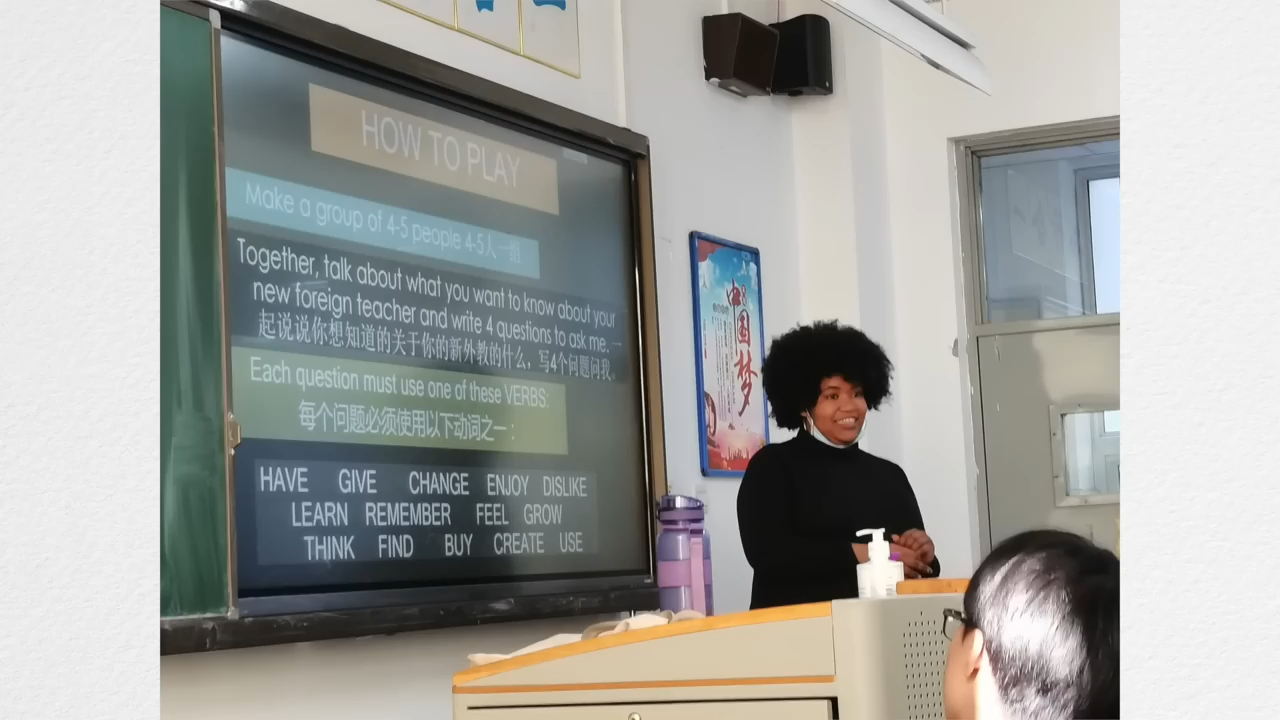 HOW TO PLAY
Make a group of 4-5 people 4-5人一组
Together, talk about what you want to know about your
new foreign teacher and write 4 questions to ask me. 一
起说说你想知道的关于你的新外教的什么，写4个问题问我。
Each question must use one of these VERBS:
每个问题必须使用以下动词之一：
HAVE GIVE CHANGE ENJOY DISLIKE
LEARN REMEMBER FEEL GROW
THINK FIND BUY CREATE USE
中国梦